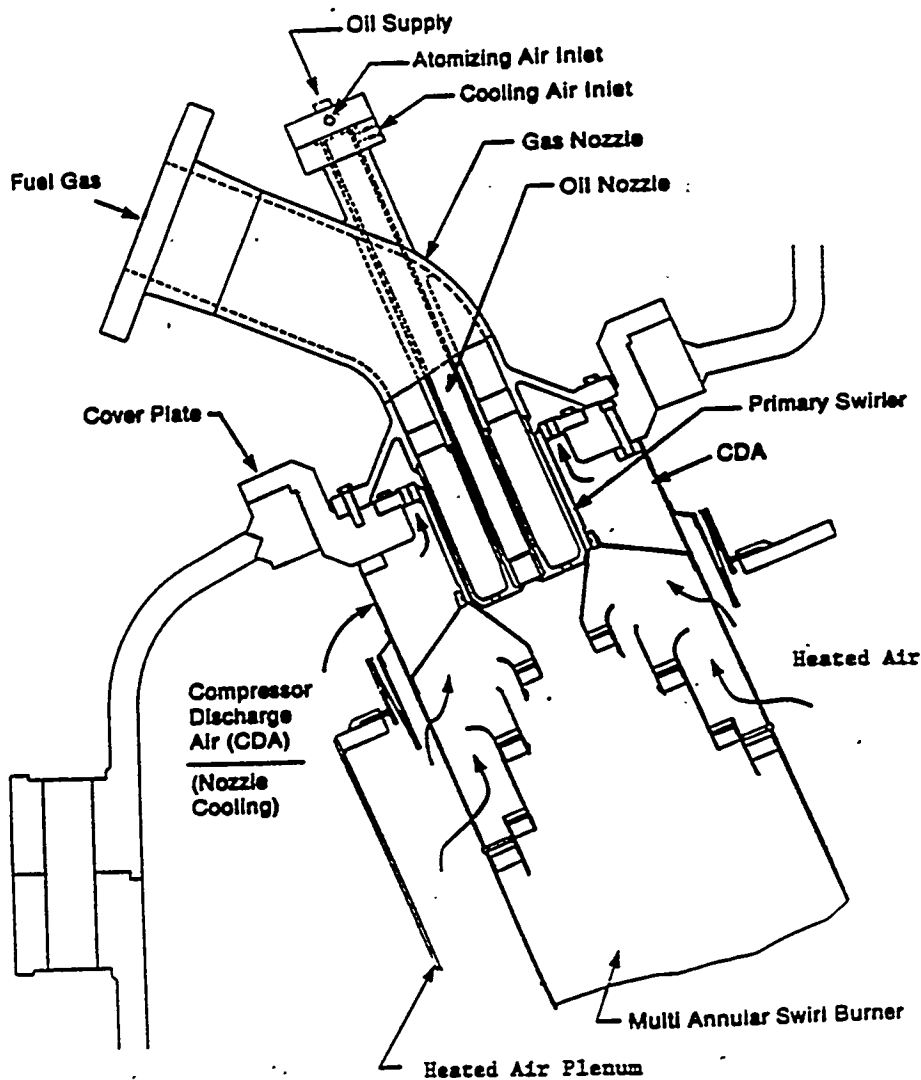 Oil Supply
Atomizing Air Inlet
Cooling Air Inlet
Gas Nozzle
Fuel Gas
Oil Nozzle
Cover Plate
Primary Swirler
CDA
Heated Air
Compressor
Discharge
Air (CDA)
(Nozzle
Cooling)
Multi Annular Swirl Burner
Heated Air Plenum